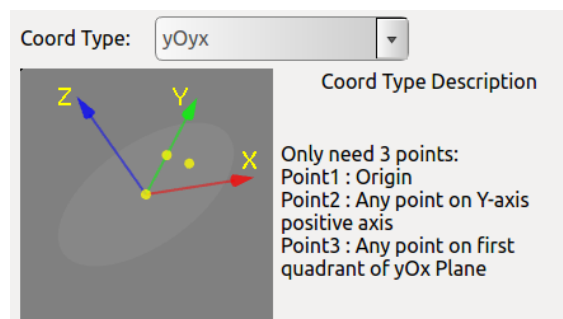 Coord Type: yOyx
Coord Type Description
Z
Y
X
Only need 3 points:
Point1 : Origin
Point2 : Any point on Y-axis
positive axis
Point3 : Any point on first
quadrant of yOx Plane